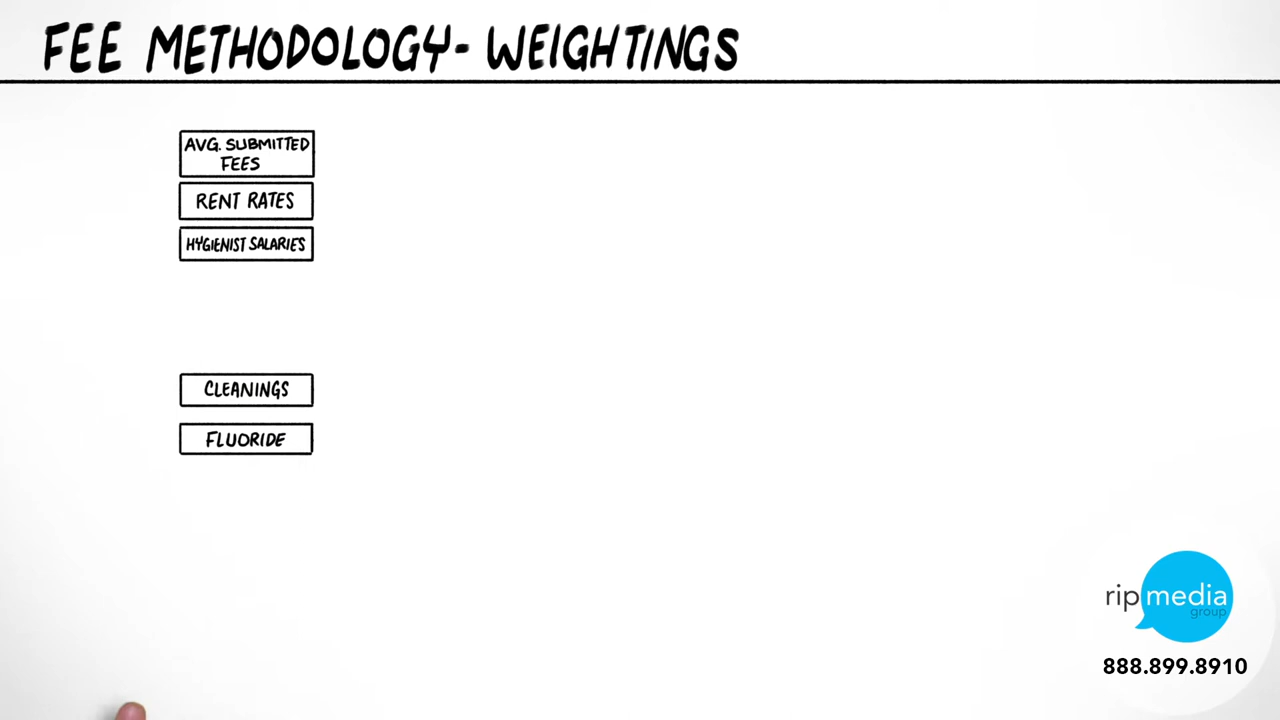 FEE METHODOLOGY- WEIGHTINGS
AVG. SUBMITTED
FEES
RENT RATES
HYGIENIST SALARIES
CLEANINGS
FLUORIDE
rip media
group
888.899.8910